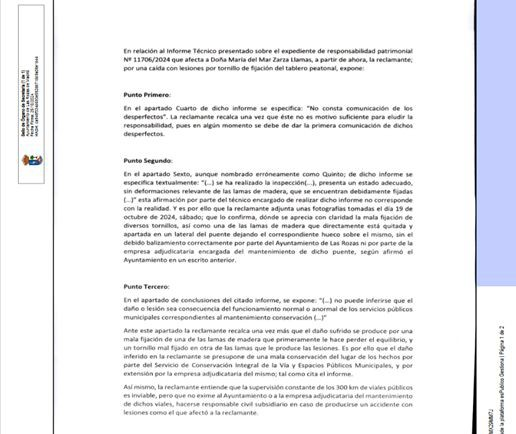 En relación al Informe Técnico presentado sobre el expediente de responsabilidad patrimonial
Nº 11706/2024 que afecta a Doña María del Mar Zarza Llamas, a partir de ahora, la reclamante;
por una caída con lesiones por tornillo de fijación del tablero peatonal, expone:
Punto Primero:
En el apartado Cuarto de dicho informe se especifica: "No consta comunicación de los
desperfectos". La reclamante recalca una vez que éste no es motivo suficiente para eludir la
responsabilidad, pues en algún momento se debe de dar la primera comunicación de dichos
desperfectos.
Punto Segundo:
En el apartado Sexto, aunque nombrado erróneamente como Quinto; de dicho informe se
especifica textualmente: "(...) se ha realizado la inspección(...), presenta un estado adecuado,
sin deformaciones relevante de las lamas de madera, que se encuentran debidamente fijadas
(...)" esta afirmación por parte del técnico encargado de realizar dicho informe no corresponde
con la realidad. Y es por ello que la reclamante adjunta unas fotografías tomadas el día 19 de
octubre de 2024, sábado; que lo confirma, dónde se aprecia con claridad la mala fijación de
diversos tornillos, así como una de las lamas de madera que directamente está quitada y
apartada en un lateral del puente dejando el correspondiente hueco sobre el mismo, sin el
debido balizamiento correctamente por parte del Ayuntamiento de Las Rozas ni por parte de la
empresa adjudicataria encargada del mantenimiento de dicho puente, según afirmó el
Ayuntamiento en un escrito anterior.
Punto Tercero:
En el apartado de conclusiones del citado informe, se expone: "(...) no puede inferirse que el
daño o lesión sea consecuencia del funcionamiento normal o anormal de los servicios públicos
municipales correspondientes al mantenimiento conservación (...)"
Ante este apartado la reclamante recalca una vez más que el daño sufrido se produce por una
mala fijación de una de las lamas de madera que primeramente le hace perder el equilibrio, y
un tornillo mal fijado en otra de las lamas que le produce las lesiones. Es por ello que el daño
inferido en la reclamante se presupone de una mala conservación del lugar de los hechos por
parte del Servicio de Conservación Integral de la Vía y Espacios Públicos Municipales, y por
extensión por la empresa adjudicataria del mismo; tal como cita el informe.
Así mismo, la reclamante entiende que la supervisión constante de los 300 km de viales públicos
es inviable, pero que no exime al Ayuntamiento o a la empresa adjudicataria del mantenimiento
de dichos viales, hacerse responsable civil subsidiario en caso de producirse un accidente con
lesiones como el que afectó a la reclamante.
de la plataforma esPublico Gestiona | Página 1 de 2